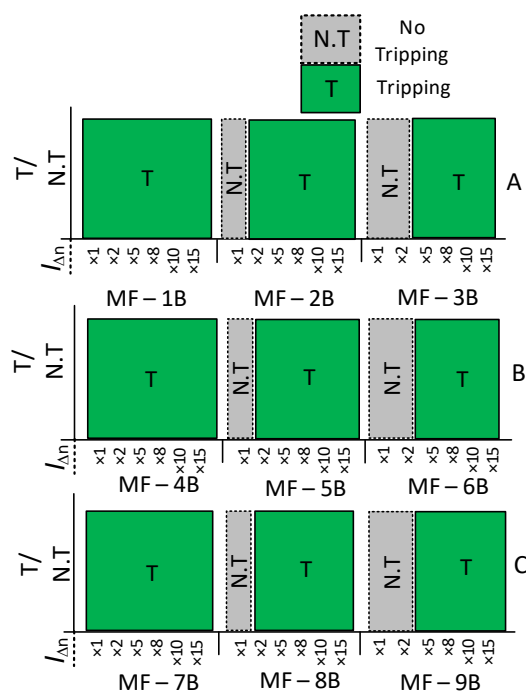 N.T
No
Tripping
T
Tripping
T/
N.T
T
N.T
T
N.T
T
A
I∆n
×1 ×2 ×5 ×8 ×10 ×15
×1 ×2 ×5 ×8 ×10 ×15
×1 ×2 ×5 ×8 ×10 ×15
MF – 1B
MF – 2B
MF – 3B
T/
N.T
T
N.T
T
N.T
T
B
I∆n
×1 ×2 ×5 ×8 ×10 ×15
×1 ×2 ×5 ×8 ×10 ×15
×1 ×2 ×5 ×8 ×10 ×15
MF – 4B
MF – 5B
MF – 6B
T/
N.T
T
N.T
T
N.T
T
C
I∆n
×1 ×2 ×5 ×8 ×10 ×15
×1 ×2 ×5 ×8 ×10 ×15
×1 ×2 ×5 ×8 ×10 ×15
MF – 7B
MF – 8B
MF – 9B